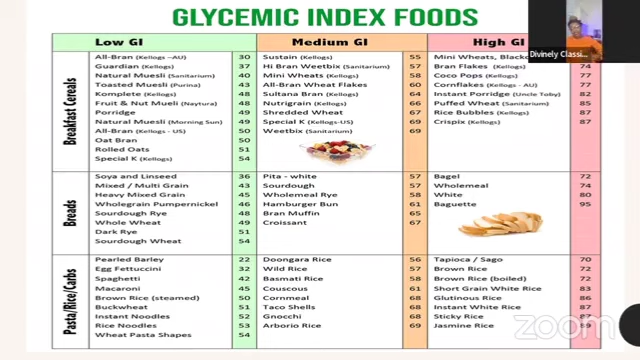 GLYCEMIC INDEX FOODS
Low GI
Medium GI
High GI
Divinely Classi...
Breakfast Cereals
All-Bran (Kellogs -AU) 30
Guardian (Kellogs) 37
Natural Muesli (Sanitarium) 40
Toasted Muesli (Purina) 43
Komplete (Kellogs) 48
Fruit & Nut Mueli (Naytura) 48
Porridge 49
Natural Muesli (Morning Sun) 49
All-Bran (Kellogs - US) 50
Oat Bran 50
Rolled Oats 51
Special K (Kellogs) 54
Sustain (Kellogs) 55
Hi Bran Weetbix (Sanitarium) 57
Mini Wheats (Kellogs) 58
All-Bran Wheat Flakes 60
Sultana Bran (Kellogs) 64
Nutrigrain (Kellogs) 66
Shredded Wheat 67
Special K (Kellogs-US) 69
Weetbix (Sanitarium) 69
Mini Wheats,
Bran Flakes (Kellogs) 74
Coco Pops 77
Cornflakes (Kellogs - AU) 77
Instant Porridge (Uncle Toby) 82
Puffed Wheat (Sanitarium) 85
Rice Bubbles (Kellogs) 87
Crispix (Kellogs) 87
Breads
Soya and Linseed 36
Mixed / Multi Grain 43
Heavy Mixed Grain 45
Wholegrain Pumpernickel 46
Sourdough Rye 48
Whole Wheat 49
Dark Rye 51
Sourdough Wheat 54
Pita - white 57
Sourdough 57
Wholemeal Rye 58
Hamburger Bun 61
Bran Muffin 65
Croissant 67
Bagel 72
Wholemeal 74
White 80
Baguette 95
Pasta/Rice/Carbs
Pearled Barley 22
Egg Fettuccini 32
Spaghetti 42
Macaroni 45
Brown Rice (steamed) 50
Buckwheat 51
Instant Noodles 52
Rice Noodles 53
Wheat Pasta Shapes 54
Doongara Rice 56
Wild Rice 57
Basmati Rice 58
Couscous 61
Cornmeal 68
Taco Shells 68
Gnocchi 68
Arborio Rice 69
Tapioca / Sago 70
Brown Rice 72
Brown Rice (boiled) 72
Short Grain White Rice 83
Glutinous Rice 86
Instant White Rice 87
Sticky Rice 87
Jasmine Rice 89
zoom